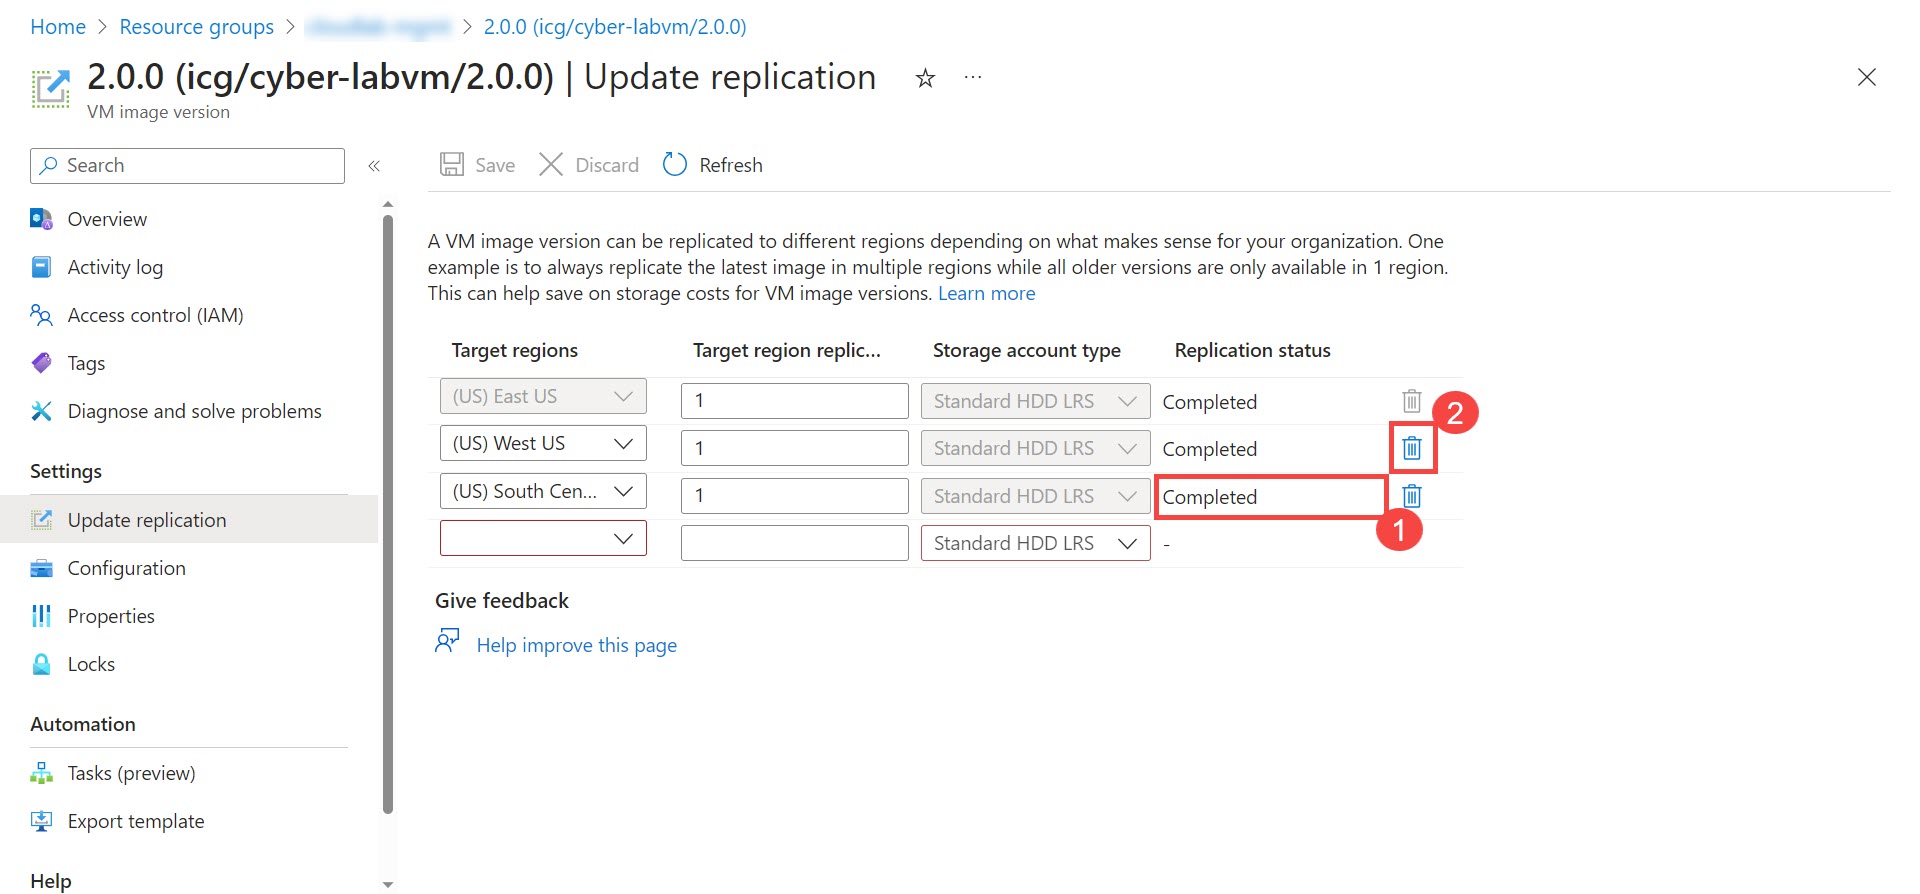 Home > Resource groups > > 2.0.0 (icg/cyber-labvm/2.0.0)
2.0.0 (icg/cyber-labvm/2.0.0) | Update replication
VM image version
Search
Overview
Activity log
Access control (IAM)
Tags
Diagnose and solve problems
Settings
Update replication
Configuration
Properties
Locks
Automation
Tasks (preview)
Export template
Help
Save Discard Refresh
A VM image version can be replicated to different regions depending on what makes sense for your organization. One
example is to always replicate the latest image in multiple regions while all older versions are only available in 1 region.
This can help save on storage costs for VM image versions. Learn more
Target regions Target region replic... Storage account type Replication status
(US) East US 1 Standard HDD LRS Completed
2
(US) West US 1 Standard HDD LRS Completed
(US) South Cen... 1 Standard HDD LRS Completed
1
Standard HDD LRS -
Give feedback
Help improve this page